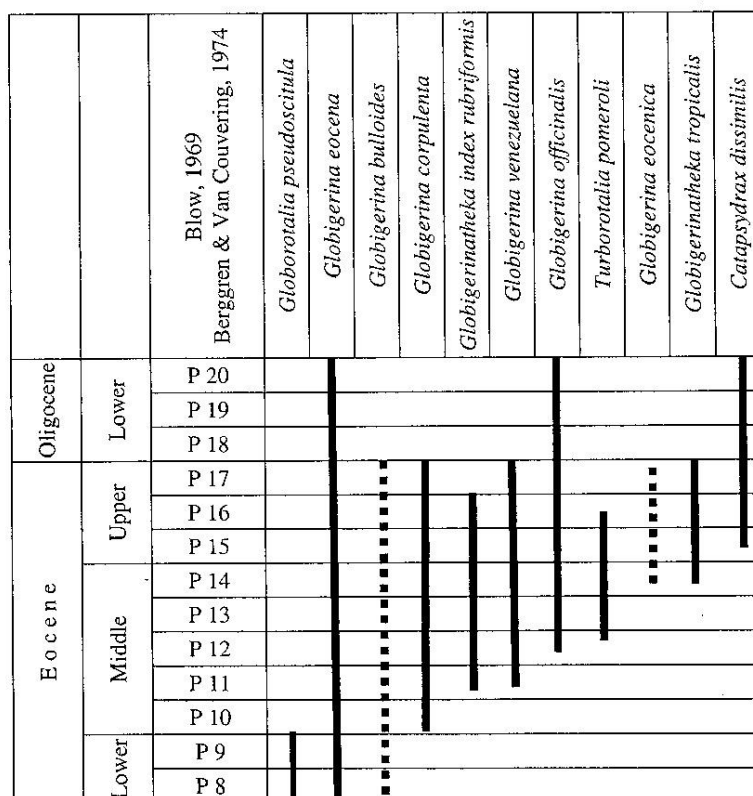 Blow, 1969
Berggren & Van Couvering, 1974
Globorotalia pseudoscitula
Globigerina eocena
Globigerina bulloides
Globigerina corpulenta
Globigerinatheka index rubriformis
Globigerina venezuelana
Globigerina officinalis
Turborotalia pomeroli
Globigerina eocenica
Globigerinatheka tropicalis
Catapsydrax dissimilis
Oligocene
Lower
P 20
P 19
P 18
Eocene
Upper
P 17
P 16
P 15
Middle
P 14
P 13
P 12
P 11
P 10
Lower
P 9
P 8